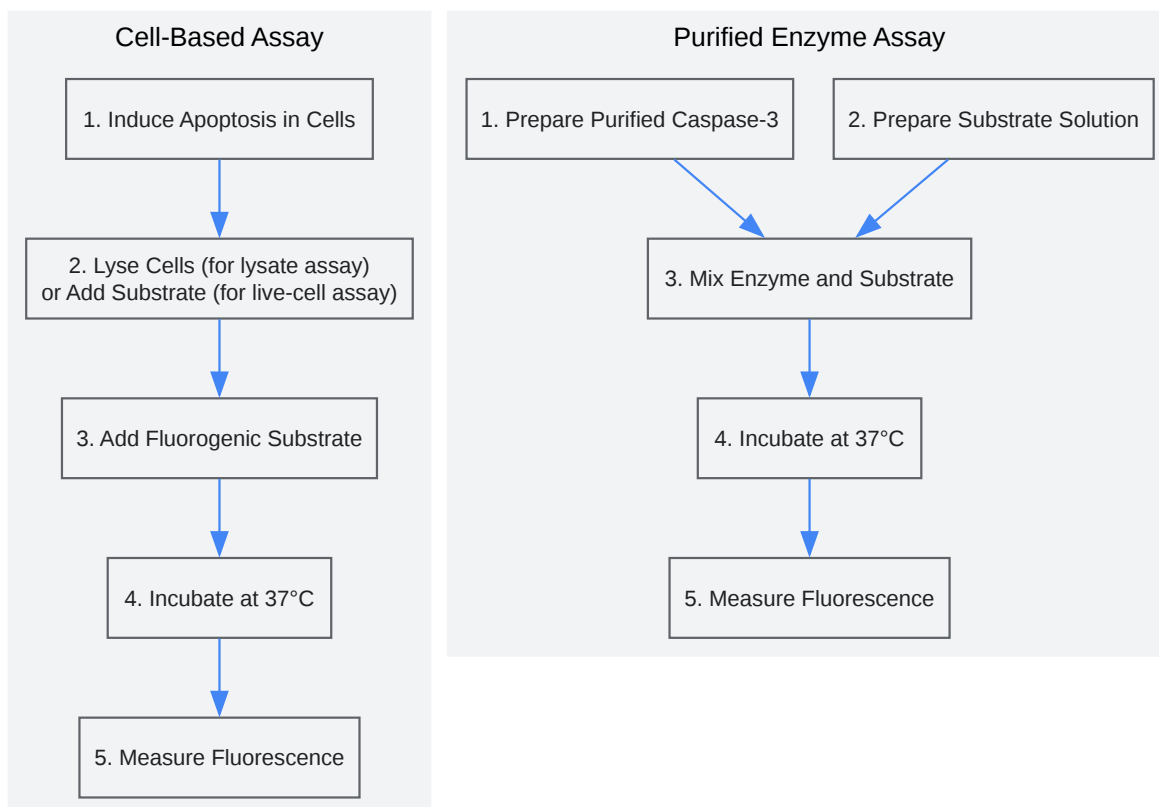 Cell-Based Assay
1. Induce Apoptosis in Cells
2. Lyse Cells (for lysate assay)
or Add Substrate (for live-cell assay)
3. Add Fluorogenic Substrate
4. Incubate at 37°C
5. Measure Fluorescence
Purified Enzyme Assay
1. Prepare Purified Caspase-3
2. Prepare Substrate Solution
3. Mix Enzyme and Substrate
4. Incubate at 37°C
5. Measure Fluorescence